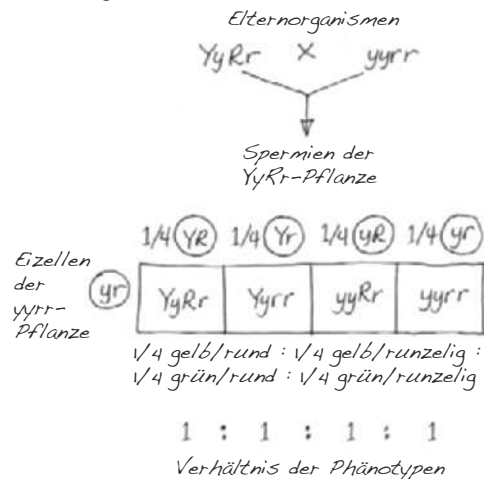 Elternorganismen
YyRr X yyrr
Spermien der
YyRr-Pflanze
1/4 YR 1/4 Yr 1/4 yR 1/4 yr
Eizellen
der
yyrr-
Pflanze
yr YyRr Yyrr yyRr yyrr
1/4 gelb/rund : 1/4 gelb/runzelig :
1/4 grün/rund : 1/4 grün/runzelig
1 : 1 : 1 : 1
Verhältnis der Phänotypen